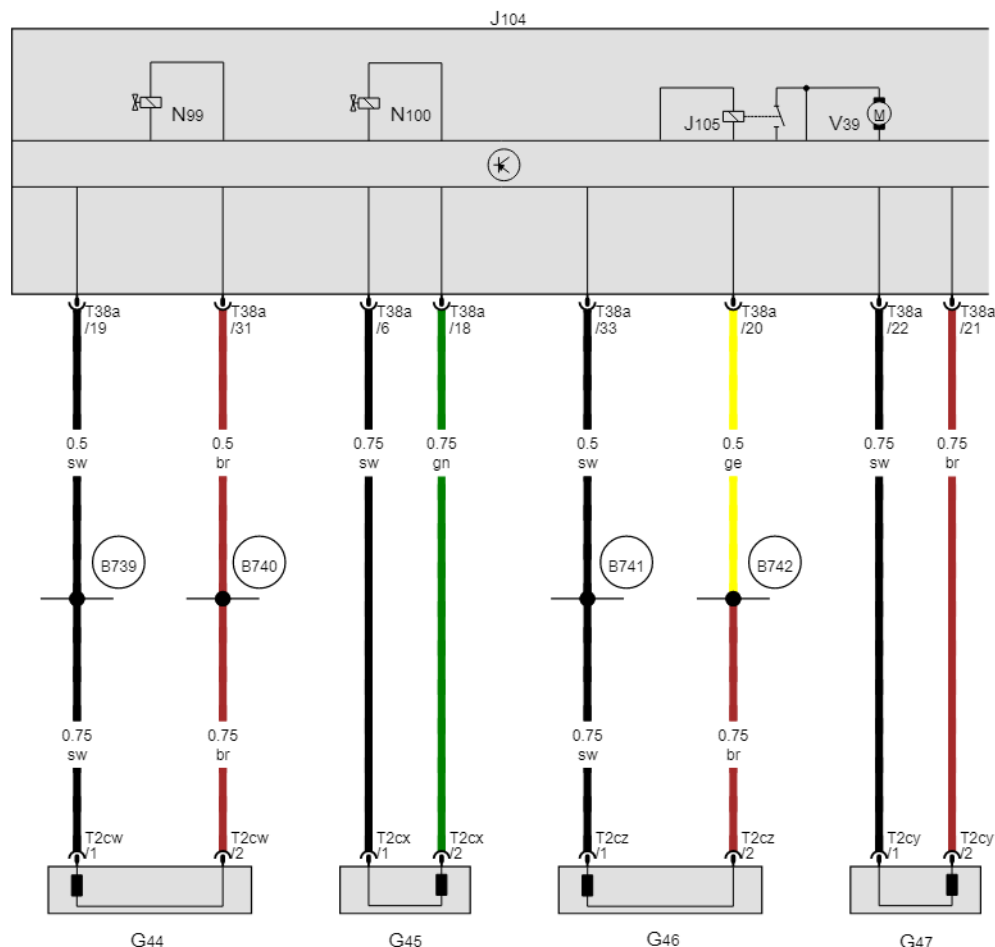 J104
N99
N100
J105
V39
M
T38a
/19
T38a
/31
T38a
/6
T38a
/18
T38a
/33
T38a
/20
T38a
/22
T38a
/21
0.5
sw
0.5
br
0.75
sw
0.75
gn
0.5
sw
0.5
ge
0.75
sw
0.75
br
B739
B740
B741
B742
0.75
sw
0.75
br
0.75
sw
0.75
br
T2cw
/1
T2cw
/2
T2cx
/1
T2cx
/2
T2cz
/1
T2cz
/2
T2cy
/1
T2cy
/2
G44
G45
G46
G47